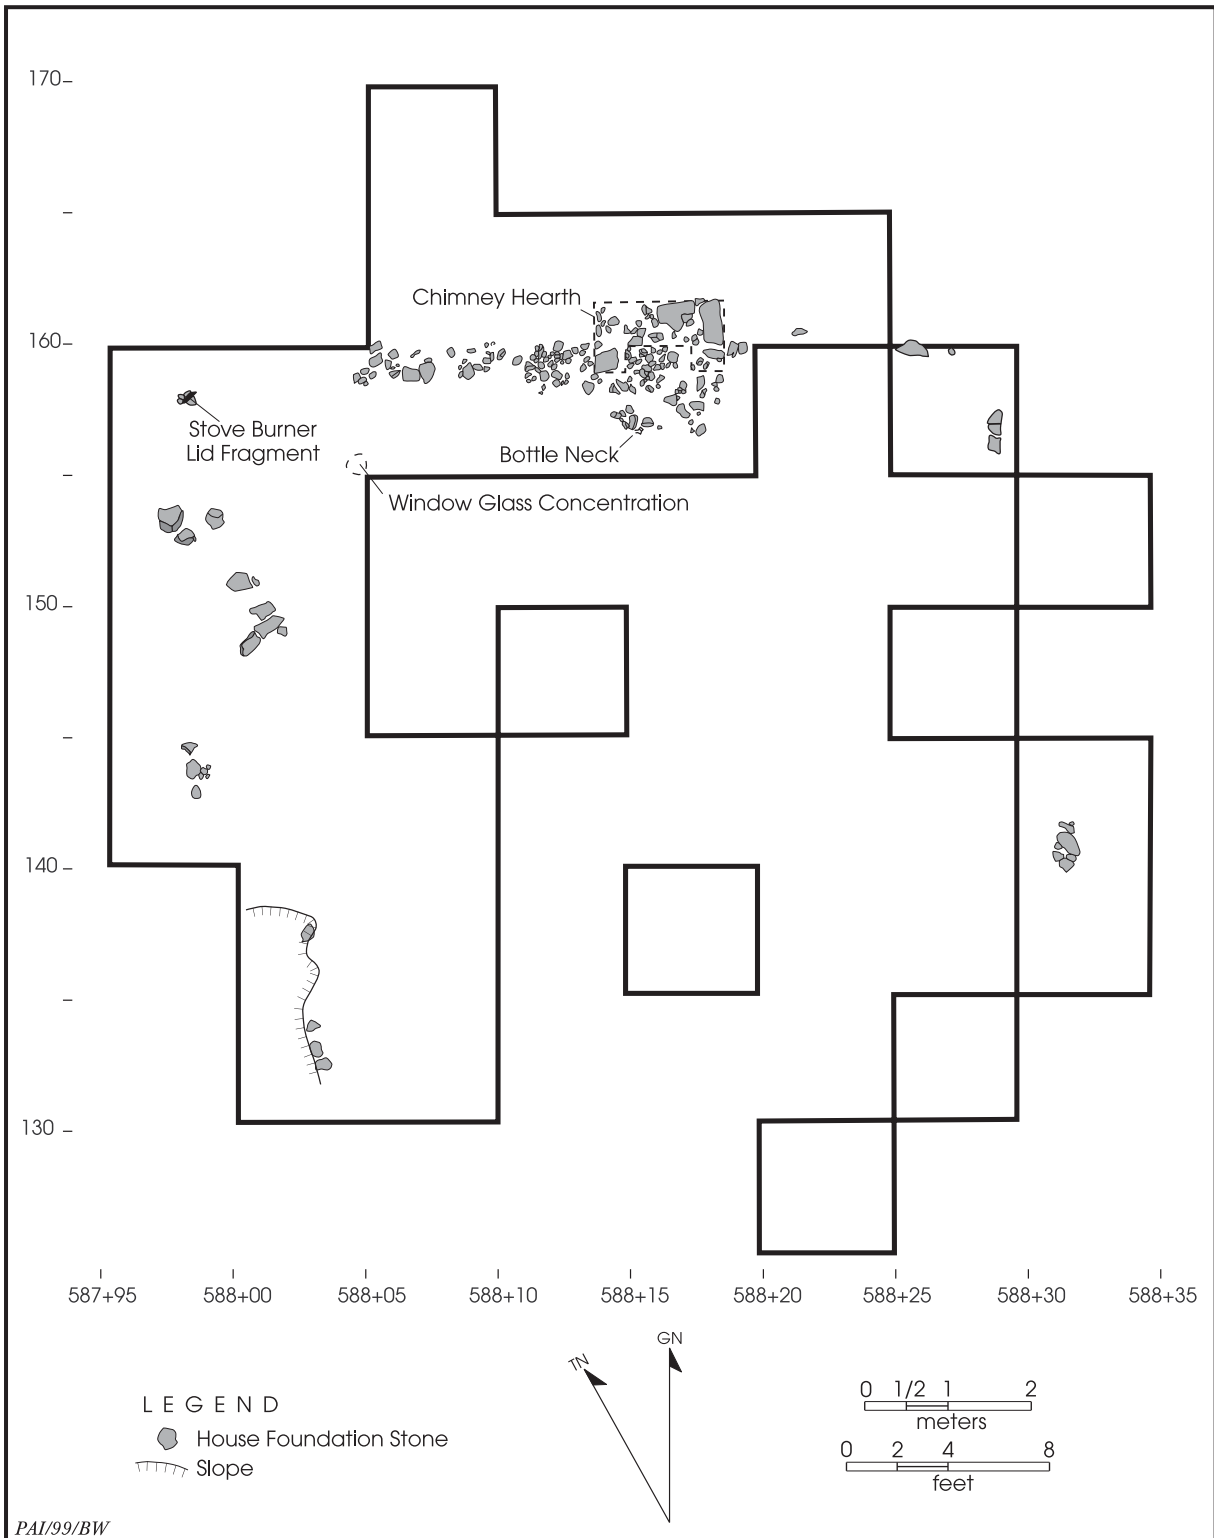 170
Chimney Hearth
160
Stove Burner
Lid Fragment
Bottle Neck
Window Glass Concentration
150
140
130
587+95 588+00 588+05 588+10 588+15 588+20 588+25 588+30 588+35
TN GN
LEGEND
House Foundation Stone
Slope
0 1/2 1 2
meters
0 2 4 8
feet
PAI/99/BW